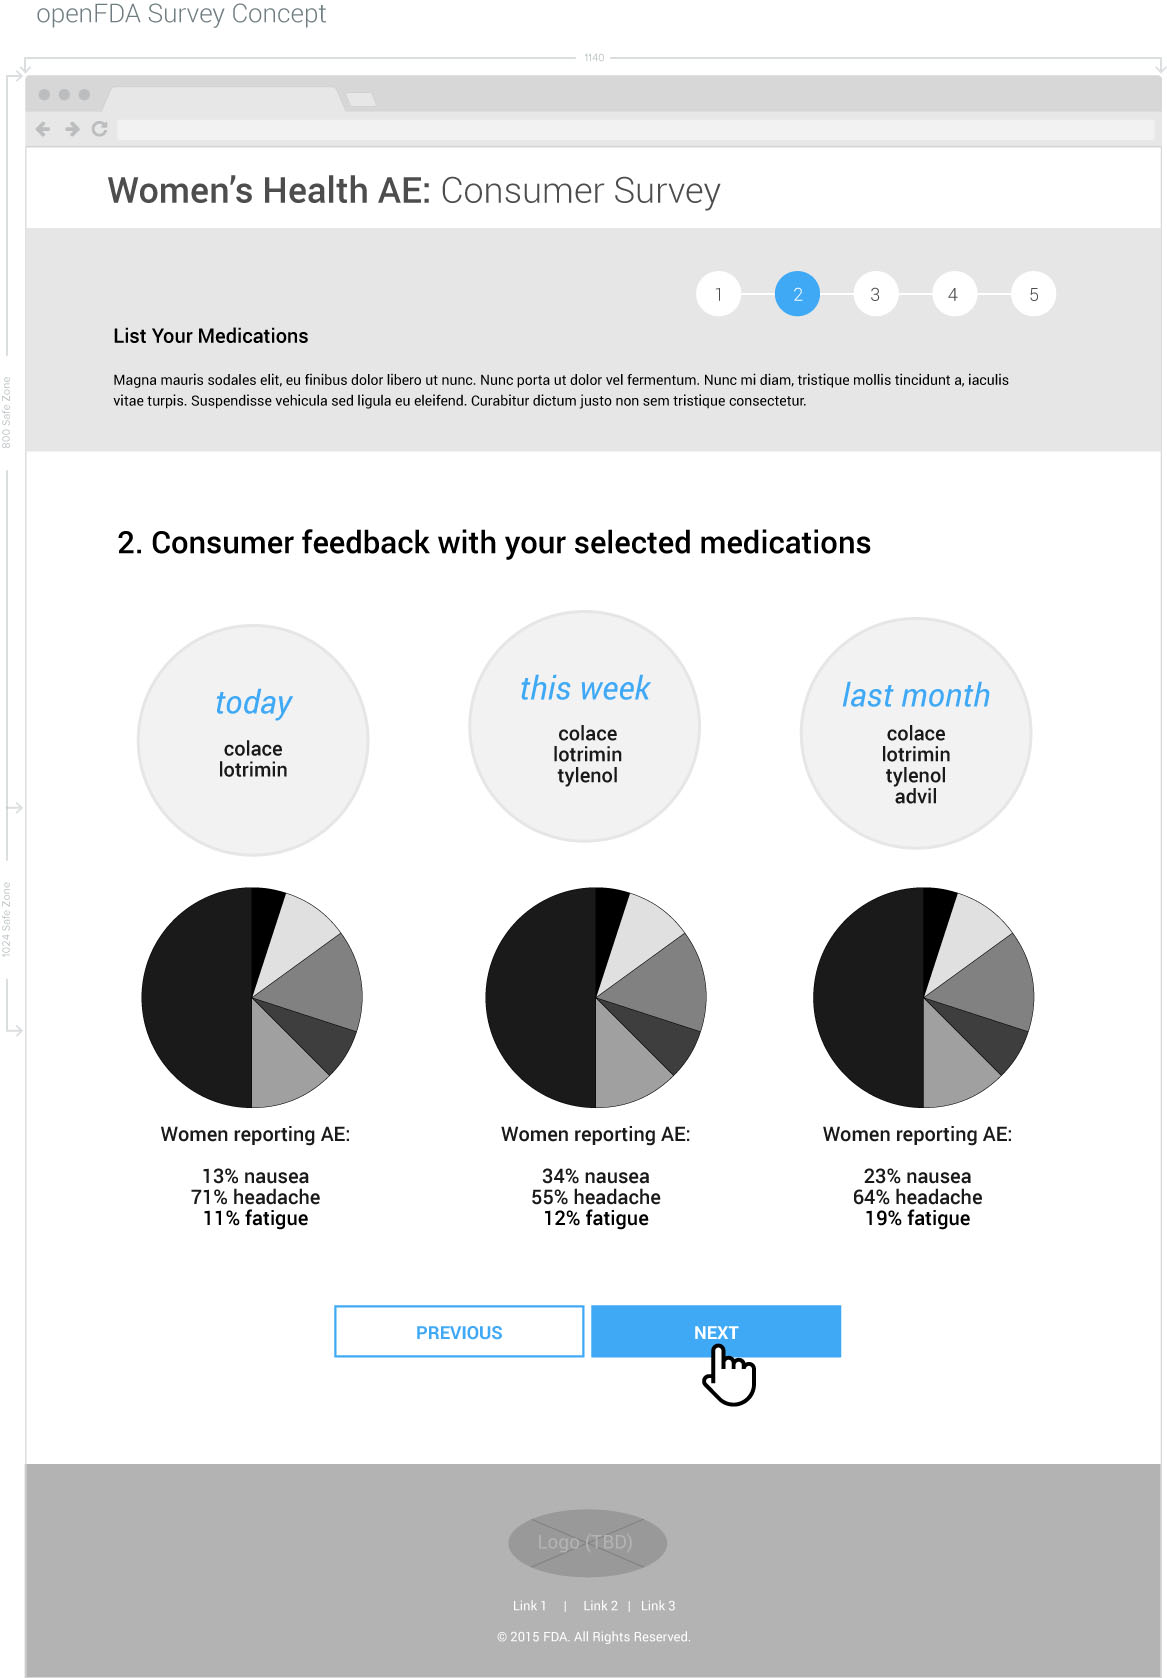 openFDA Survey Concept
1140
Women's Health AE: Consumer Survey
1 2 3 4 5
List Your Medications
Magna mauris sodales elit, eu finibus dolor libero ut nunc. Nunc porta ut dolor vel fermentum. Nunc mi diam, tristique mollis tincidunt a, iaculis
vitae turpis. Suspendisse vehicula sed ligula eu eleifend. Curabitur dictum justo non sem tristique consectetur.
800 Safe Zone
2. Consumer feedback with your selected medications
today
colace
lotrimin
this week
colace
lotrimin
tylenol
last month
colace
lotrimin
tylenol
advil
1024 Safe Zone
Women reporting AE:
13% nausea
71% headache
11% fatigue
Women reporting AE:
34% nausea
55% headache
12% fatigue
Women reporting AE:
23% nausea
64% headache
19% fatigue
PREVIOUS
NEXT
Logo (TBD)
Link 1 | Link 2 | Link 3
© 2015 FDA. All Rights Reserved.